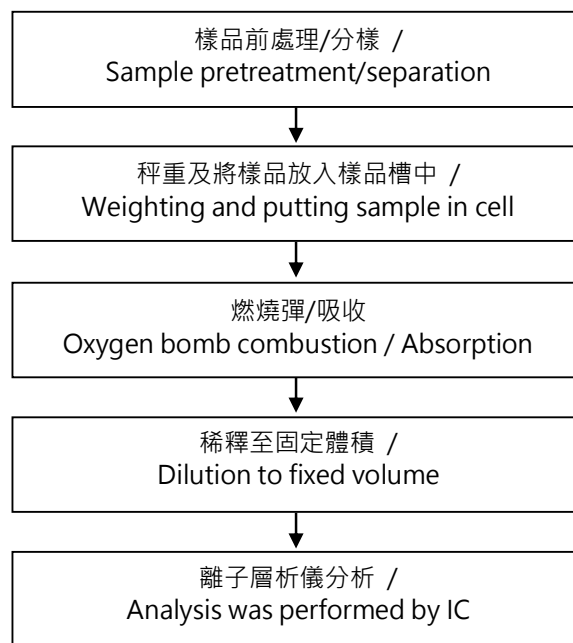 樣品前處理/分樣 /
Sample pretreatment/separation
秤重及將樣品放入樣品槽中 /
Weighting and putting sample in cell
燃燒彈/吸收
Oxygen bomb combustion / Absorption
稀釋至固定體積 /
Dilution to fixed volume
離子層析儀分析 /
Analysis was performed by IC